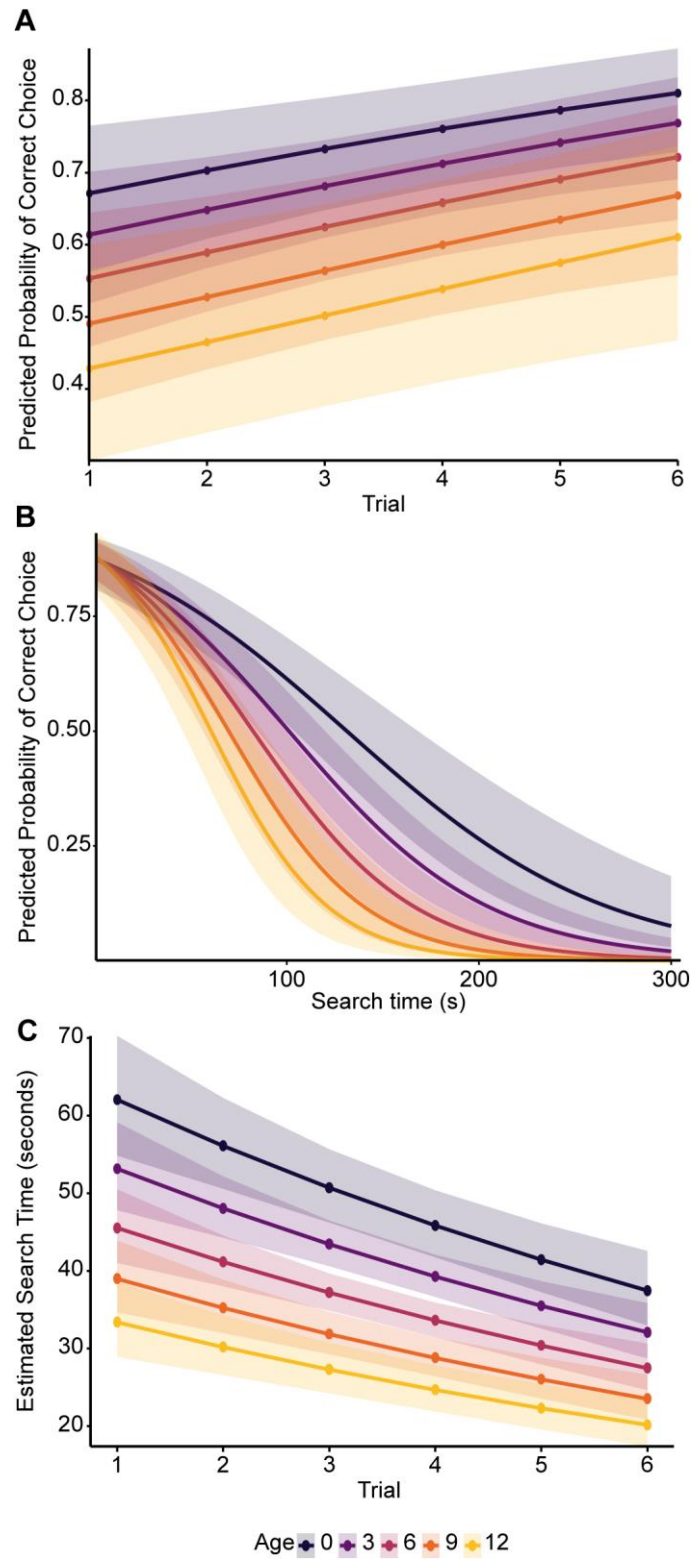 A
Predicted Probability of Correct Choice
0.8
0.7
0.6
0.5
0.4
1 2 3 4 5 6
Trial
B
Predicted Probability of Correct Choice
0.75
0.50
0.25
100 200 300
Search time (s)
C
Estimated Search Time (seconds)
70
60
50
40
30
20
1 2 3 4 5 6
Trial
Age 0 3 6 9 12